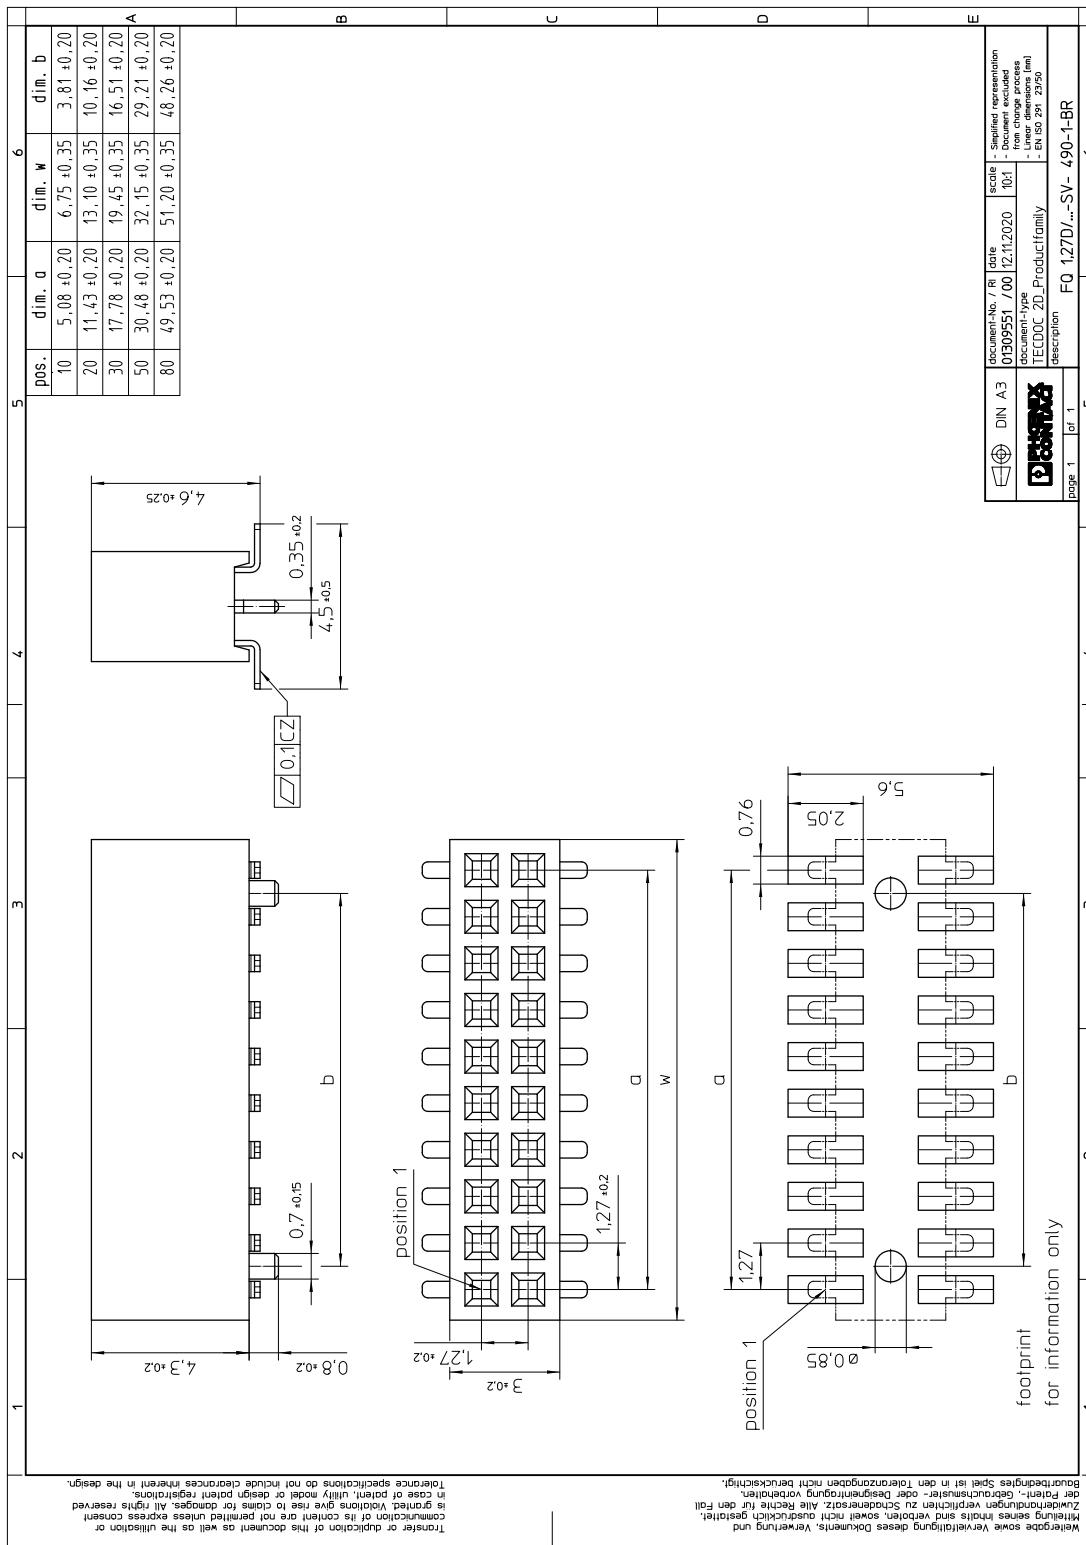 1
2
3
4
5
6
A
B
C
D
E
pos. dim. a dim. w dim. b
10 5,08 ±0,20 6,75 ±0,35 3,81 ±0,20
20 11,43 ±0,20 13,10 ±0,35 10,16 ±0,20
30 17,78 ±0,20 19,45 ±0,35 16,51 ±0,20
50 30,48 ±0,20 32,15 ±0,35 29,21 ±0,20
80 49,53 ±0,20 51,20 ±0,35 48,26 ±0,20
4,3 ±0,2
0,8 ±0,2
0,7 ±0,15
b
0,1 CZ
4,6 ±0,25
0,35 ±0,2
4,5 ±0,5
position 1
1,27 ±0,2
3 ±0,2
1,27 ±0,2
a
w
position 1
1,27
a
0,76
2,05
5,6
Ø 0,85
b
footprint
for information only
DIN A3
PHOENIX
CONTACT
page 1 of 1
document-No. / RI
01309551 / 00
date
12.11.2020
scale
10:1
- Simplified representation
- Document excluded
from change process
- Linear dimensions [mm]
- EN ISO 291 23/50
document-type
TECDOC 2D_Productfamily
description
FQ 1,27D/...-SV- 490-1-BR
Transfer or duplication of this document as well as the utilisation or
communication of its content are not permitted unless express consent
is granted. Violations give rise to claims for damages. All rights reserved
in case of patent, utility model or design patent registrations.
Tolerance specifications do not include clearances inherent in the design.
Weitergabe sowie Vervielfältigung dieses Dokuments, Verwertung und
Mitteilung seines Inhalts sind verboten, soweit nicht ausdrücklich gestattet.
Zuwiderhandlungen verpflichten zu Schadenersatz. Alle Rechte für den Fall
der Patent-, Gebrauchsmuster- oder Designeintragung vorbehalten.
Bauartbedingtes Spiel ist in den Toleranzangaben nicht berücksichtigt.